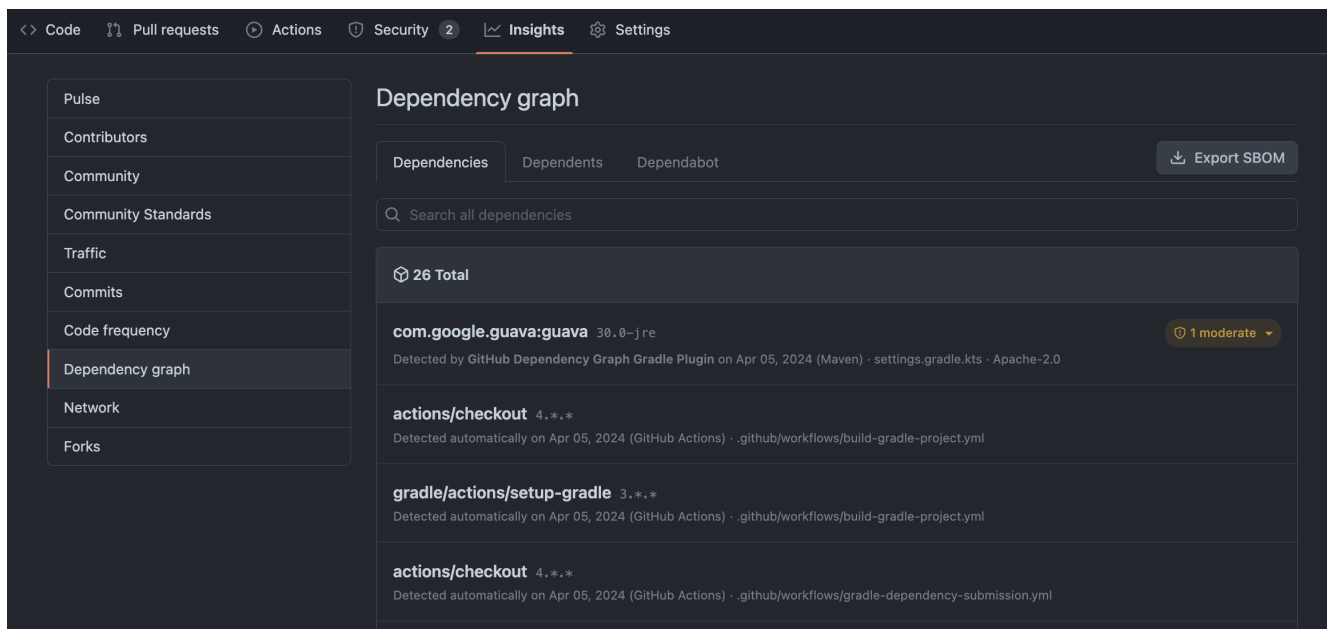 Code Pull requests Actions Security 2 Insights Settings
Pulse
Contributors
Community
Community Standards
Traffic
Commits
Code frequency
Dependency graph
Network
Forks
Dependency graph
Dependencies Dependents Dependabot Export SBOM
Search all dependencies
26 Total
com.google.guava:guava 30.0-jre 1 moderate
Detected by GitHub Dependency Graph Gradle Plugin on Apr 05, 2024 (Maven) · settings.gradle.kts · Apache-2.0
actions/checkout 4.*.*
Detected automatically on Apr 05, 2024 (GitHub Actions) · .github/workflows/build-gradle-project.yml
gradle/actions/setup-gradle 3.*.*
Detected automatically on Apr 05, 2024 (GitHub Actions) · .github/workflows/build-gradle-project.yml
actions/checkout 4.*.*
Detected automatically on Apr 05, 2024 (GitHub Actions) · .github/workflows/gradle-dependency-submission.yml